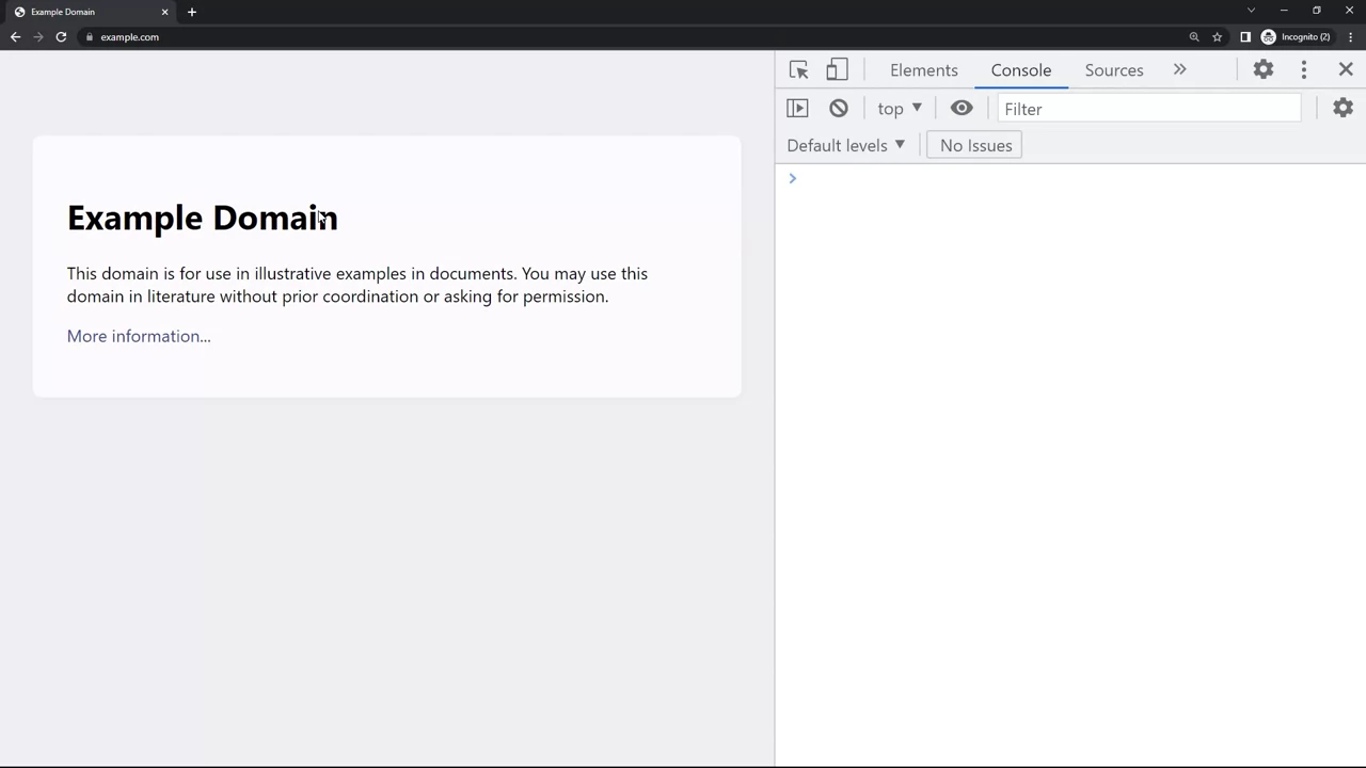 Example Domain
example.com
Incognito (2)
Elements
Console
Sources
top
Filter
Default levels
No Issues
Example Domain
This domain is for use in illustrative examples in documents. You may use this
domain in literature without prior coordination or asking for permission.
More information...